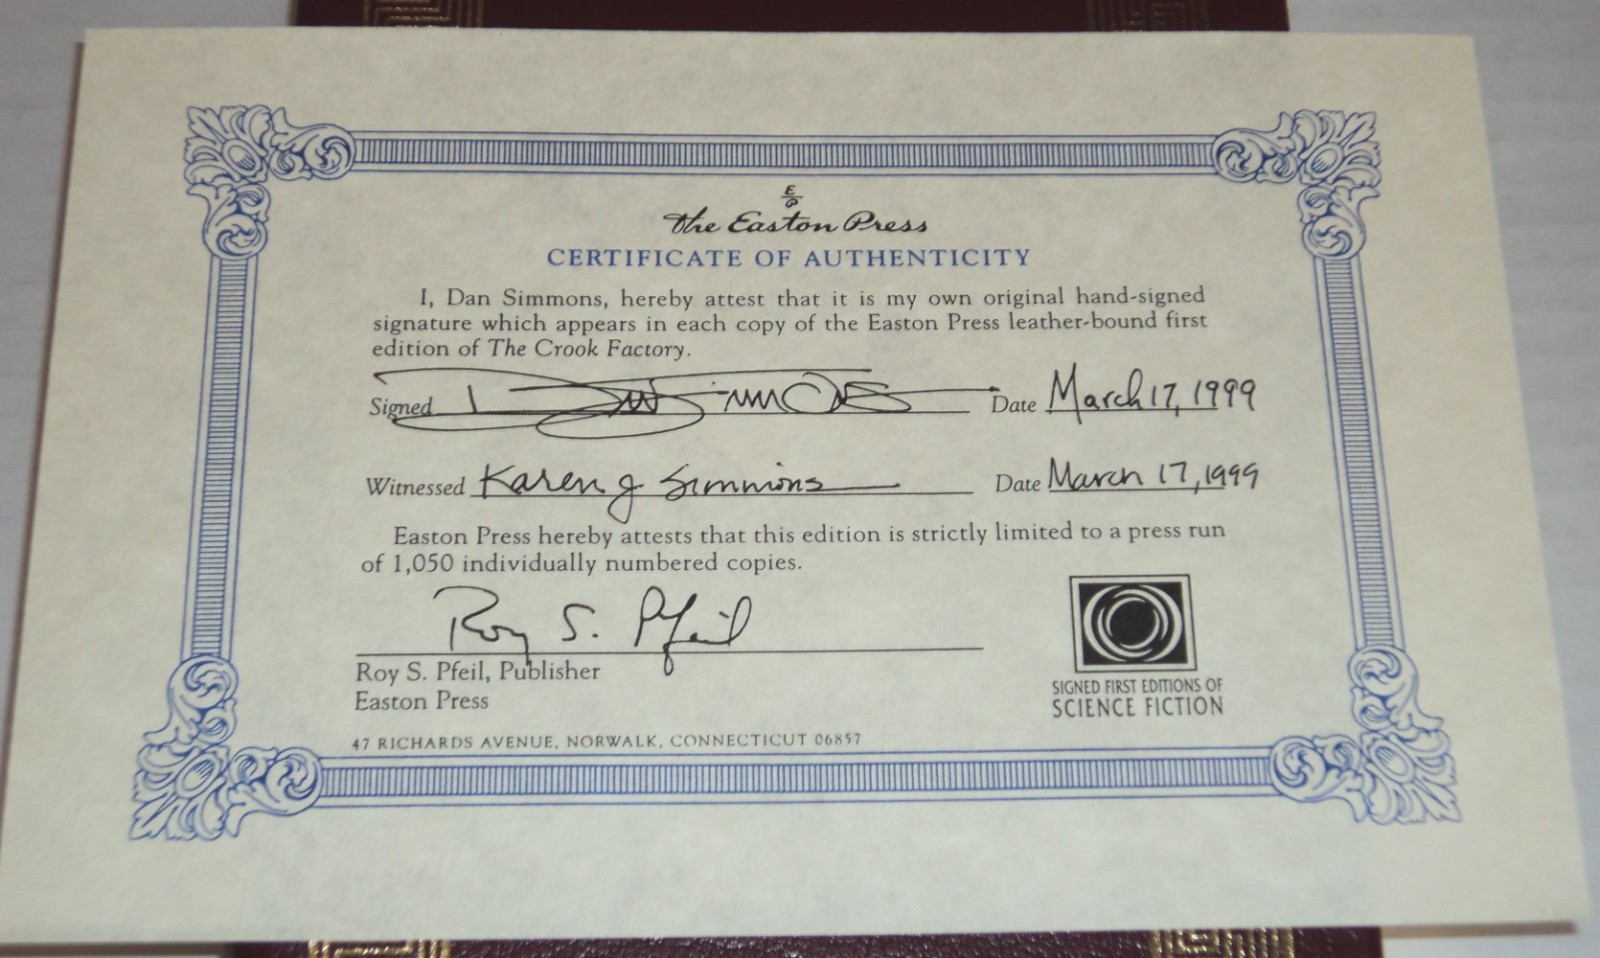 E
P
The Easton Press
CERTIFICATE OF AUTHENTICITY
I, Dan Simmons, hereby attest that it is my own original hand-signed
signature which appears in each copy of the Easton Press leather-bound first
edition of The Crook Factory.
Signed Dan Simmons Date March 17, 1999
Witnessed Karen J Simmons Date March 17, 1999
Easton Press hereby attests that this edition is strictly limited to a press run
of 1,050 individually numbered copies.
Roy S. Pfeil
Roy S. Pfeil, Publisher
Easton Press
47 RICHARDS AVENUE, NORWALK, CONNECTICUT 06857
SIGNED FIRST EDITIONS OF
SCIENCE FICTION